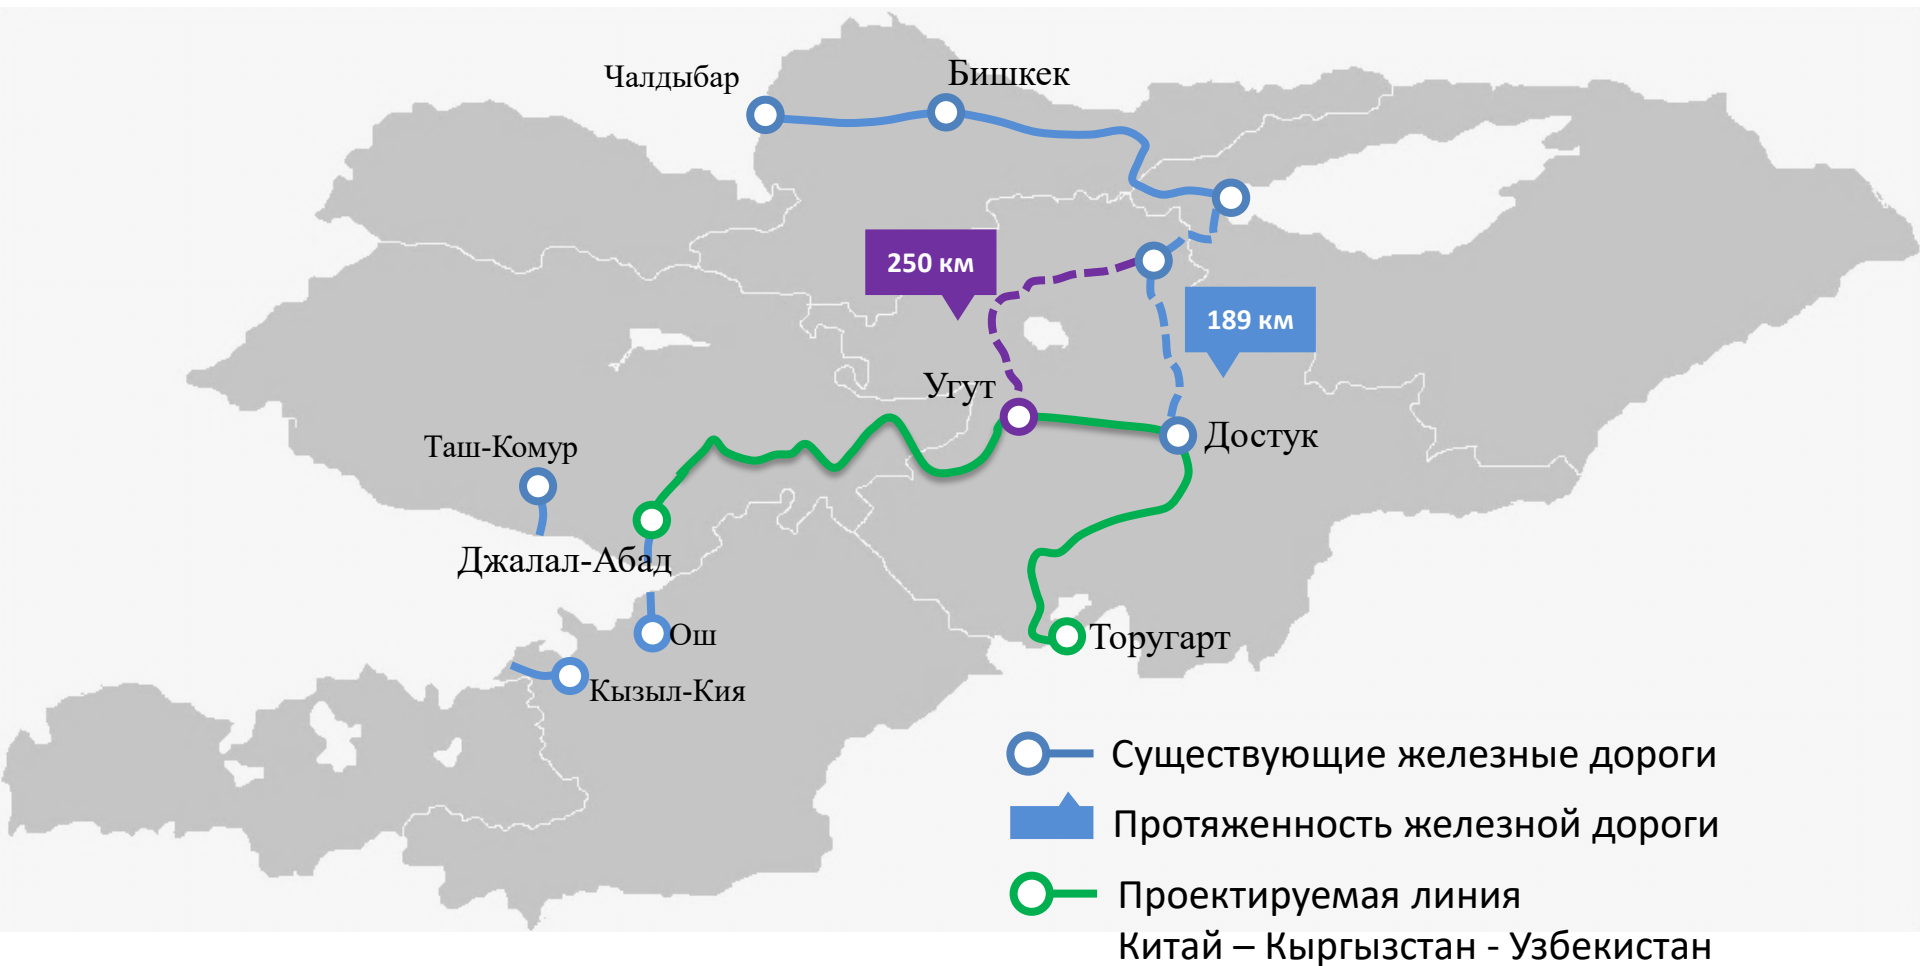 Бишкек
Чалдыбар
250 км
189 км
Угут
Достук
Таш-Комур
Джалал-Абад
Ош
Торугарт
Кызыл-Кия
Существующие железные дороги
Протяженность железной дороги
Проектируемая линия
Китай – Кыргызстан - Узбекистан